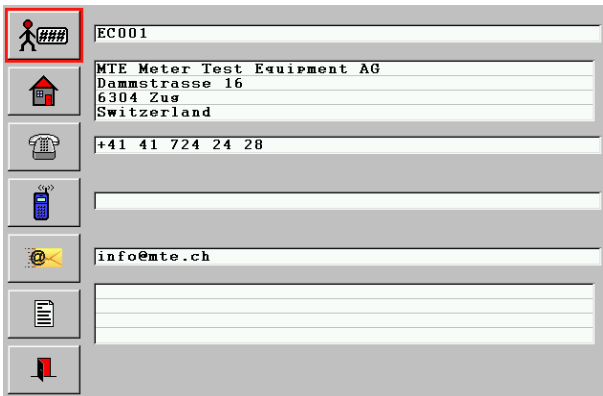 ###
EC001
MTE Meter Test Equipment AG
Dammstrasse 16
6304 Zug
Switzerland
+41 41 724 24 28
@
info@mte.ch